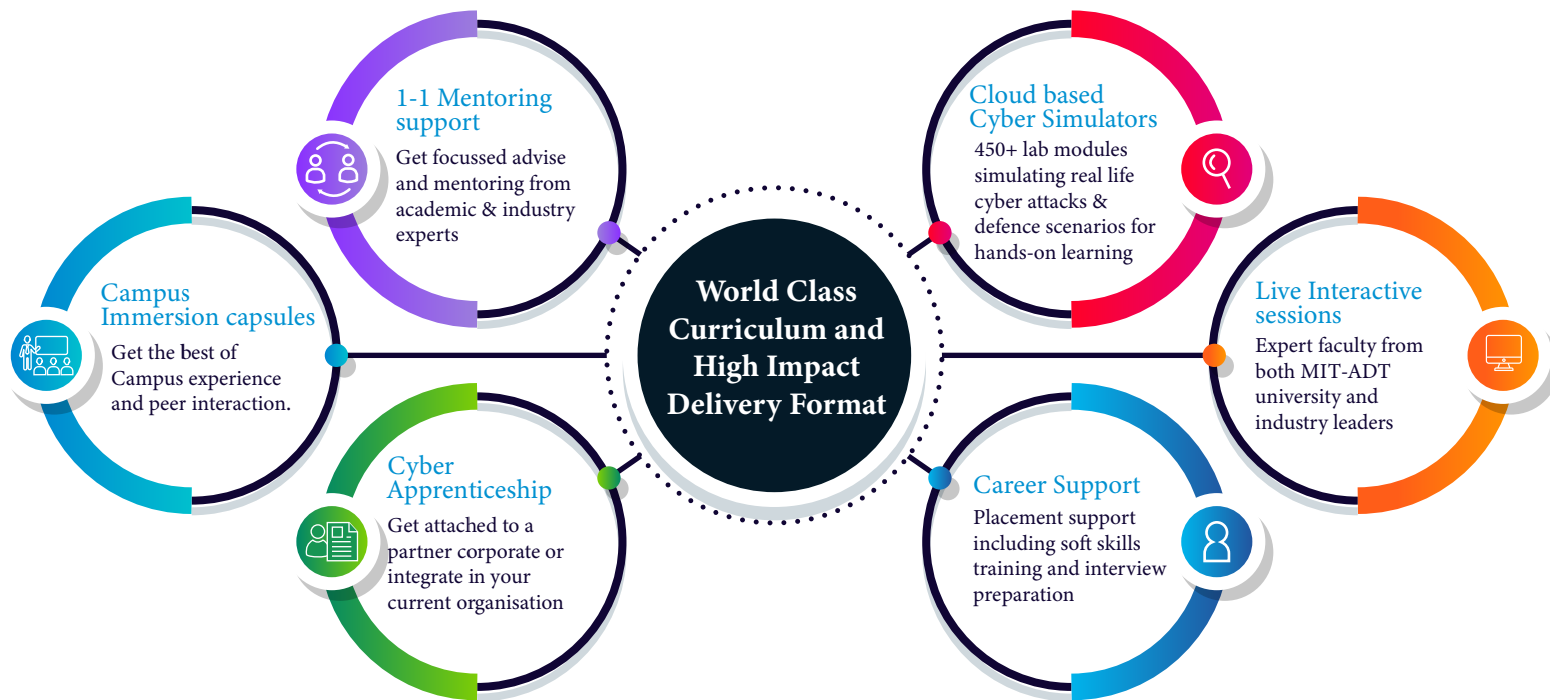 1-1 Mentoring
support
Get focussed advise
and mentoring from
academic & industry
experts
Cloud based
Cyber Simulators
450+ lab modules
simulating real life
cyber attacks &
defence scenarios for
hands-on learning
Campus
Immersion capsules
Get the best of
Campus experience
and peer interaction.
World Class
Curriculum and
High Impact
Delivery Format
Live Interactive
sessions
Expert faculty from
both MIT-ADT
university and
industry leaders
Cyber
Apprenticeship
Get attached to a
partner corporate or
integrate in your
current organisation
Career Support
Placement support
including soft skills
training and interview
preparation